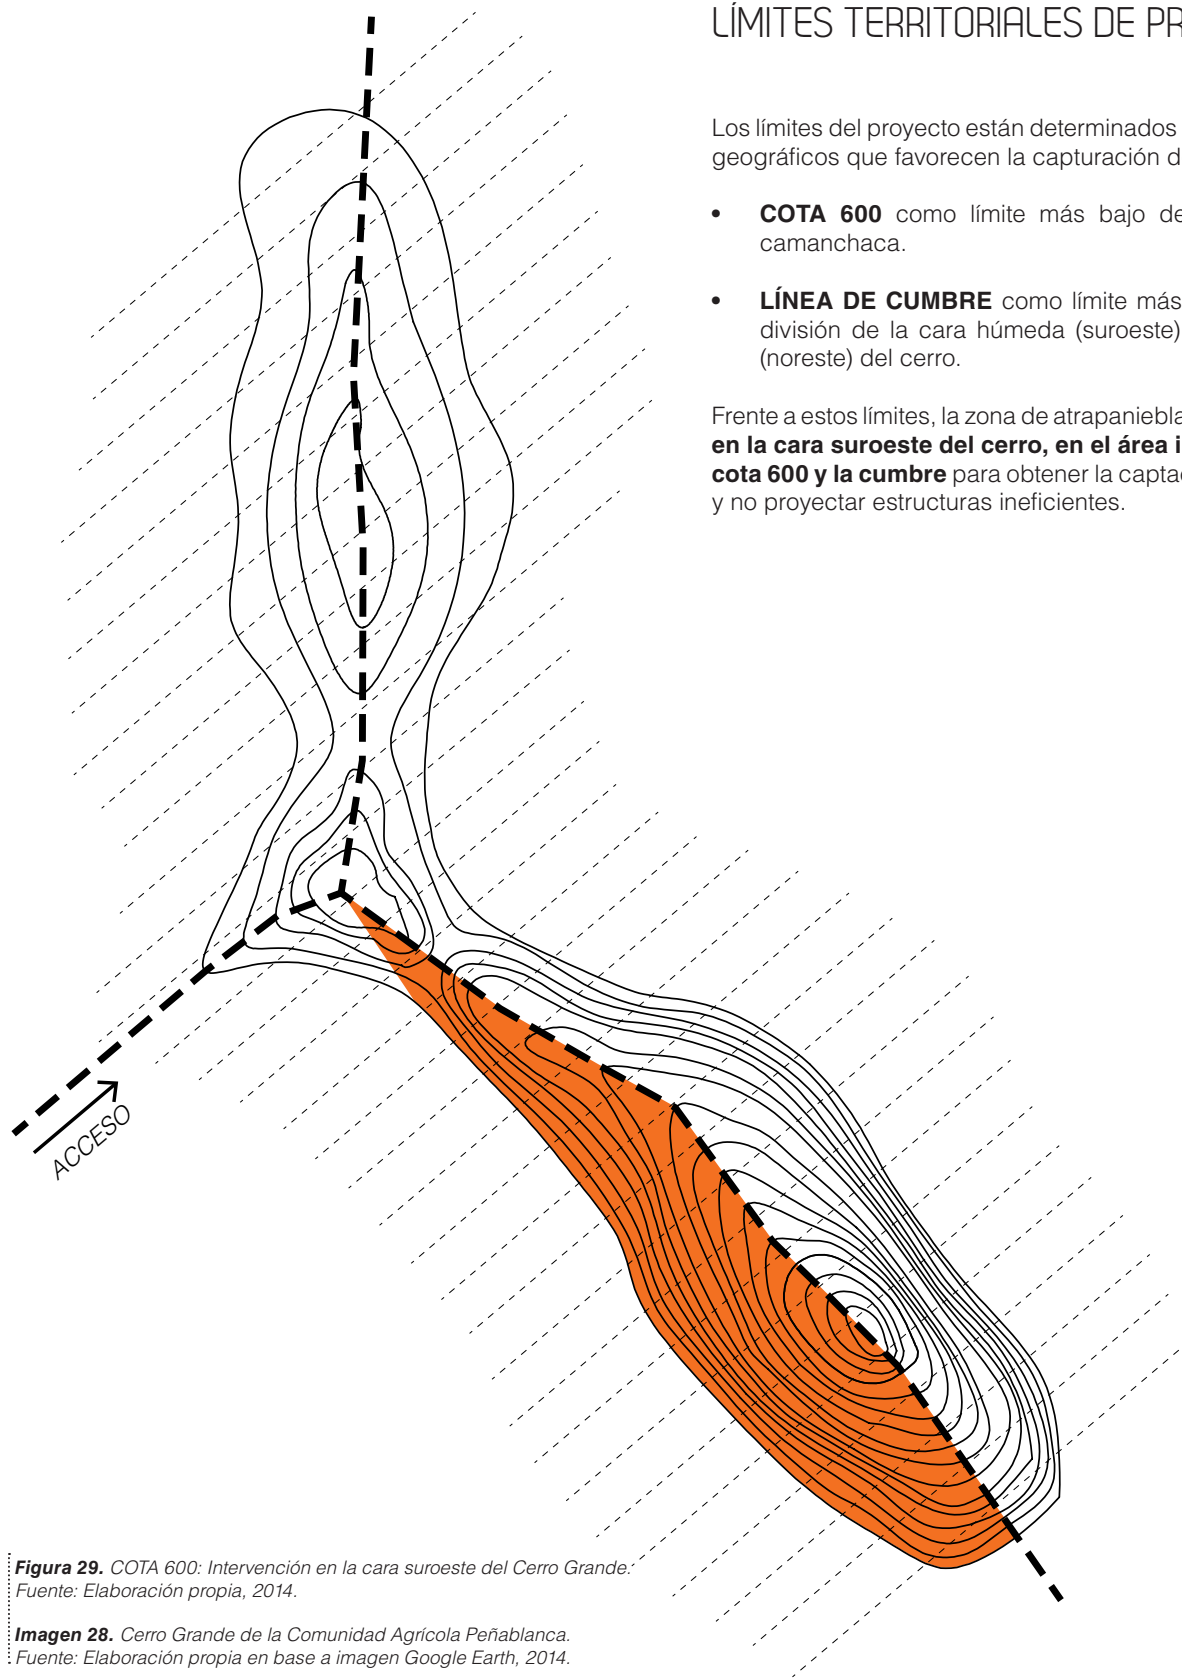 LÍMITES TERRITORIALES DE PR
Los límites del proyecto están determinados
geográficos que favorecen la capturación d
• COTA 600 como límite más bajo de
camanchaca.
• LÍNEA DE CUMBRE como límite más
división de la cara húmeda (suroeste)
(noreste) del cerro.
Frente a estos límites, la zona de atrapaniebla
en la cara suroeste del cerro, en el área i
cota 600 y la cumbre para obtener la captac
y no proyectar estructuras ineficientes.
ACCESO
Figura 29. COTA 600: Intervención en la cara suroeste del Cerro Grande.
Fuente: Elaboración propia, 2014.
Imagen 28. Cerro Grande de la Comunidad Agrícola Peñablanca.
Fuente: Elaboración propia en base a imagen Google Earth, 2014.